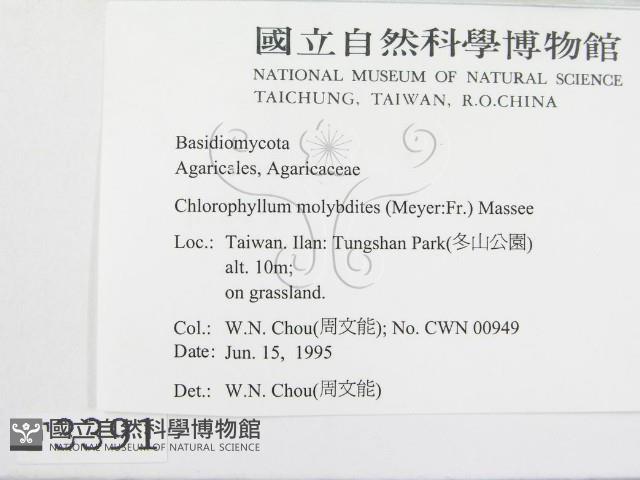 國立自然科學博物館
NATIONAL MUSEUM OF NATURAL SCIENCE
TAICHUNG, TAIWAN, R.O.CHINA
Basidiomycota
Agaricales, Agaricaceae
Chlorophyllum molybdites (Meyer:Fr.) Massee
Loc.: Taiwan. Ilan: Tungshan Park(冬山公園)
alt. 10m;
on grassland.
Col.: W.N. Chou(周文能); No. CWN 00949
Date: Jun. 15, 1995
Det.: W.N. Chou(周文能)
國立自然科學博物館
NATIONAL MUSEUM OF NATURAL SCIENCE